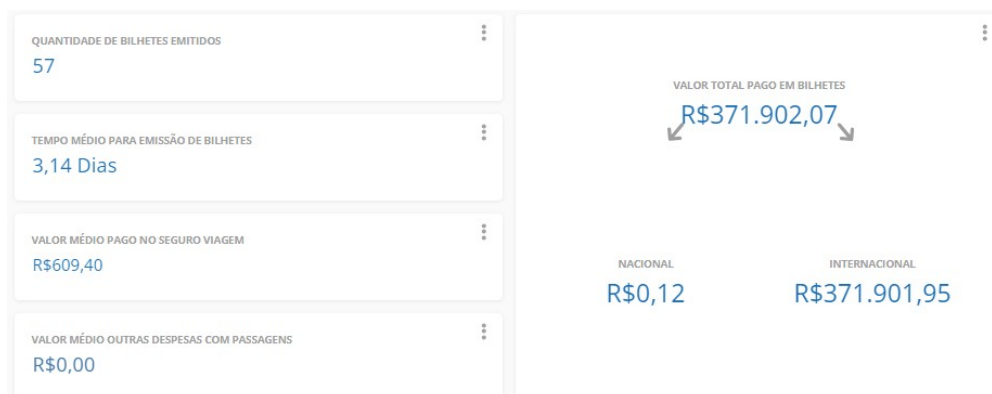 QUANTIDADE DE BILHETES EMITIDOS
57
TEMPO MÉDIO PARA EMISSÃO DE BILHETES
3,14 Dias
VALOR MÉDIO PAGO NO SEGURO VIAGEM
R$609,40
VALOR MÉDIO OUTRAS DESPESAS COM PASSAGENS
R$0,00
VALOR TOTAL PAGO EM BILHETES
R$371.902,07
NACIONAL
R$0,12
INTERNACIONAL
R$371.901,95